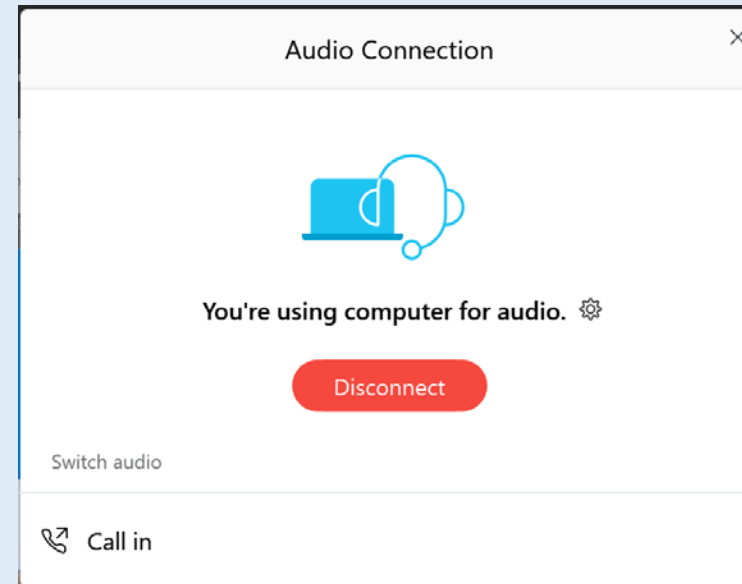 Audio Connection
You're using computer for audio.
Disconnect
Switch audio
Call in